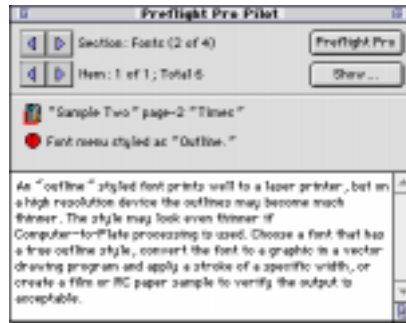 Preflight Pro Pilot
Section: Fonts (2 of 4)
Preflight Pro
Item: 1 of 1; Total 6
Show...
"Sample Two" page-2 "Times"
Font menu styled as "Outline."
An "outline" styled font prints well to a laser printer, but on
a high resolution device the outlines may become much
thinner. The style may look even thinner if
Computer-to-Plate processing is used. Choose a font that has
a true outline style, convert the font to a graphic in a vector
drawing program and apply a stroke of a specific width, or
create a film or RC paper sample to verify the output is
acceptable.